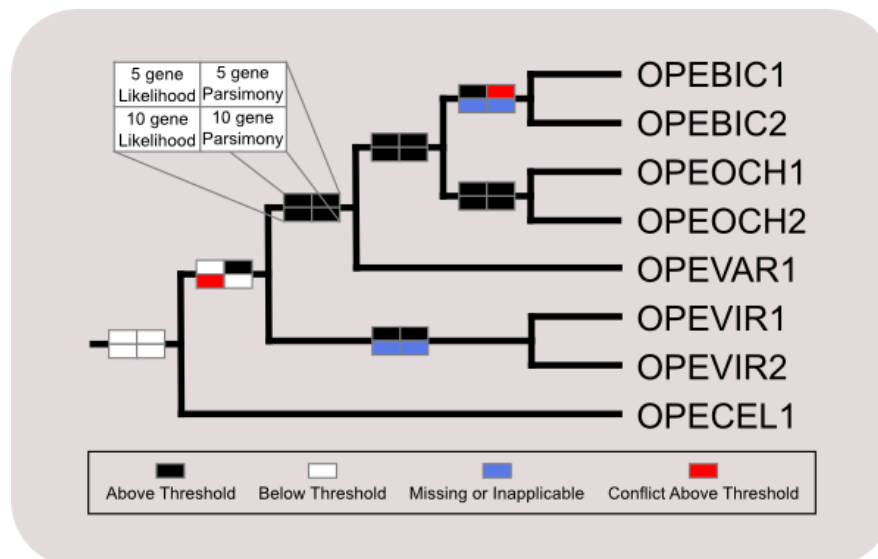 5 gene 5 gene
Likelihood Parsimony
10 gene 10 gene
Likelihood Parsimony
OPEBIC1
OPEBIC2
OPEOCH1
OPEOCH2
OPEVAR1
OPEVIR1
OPEVIR2
OPECEL1
Above Threshold Below Threshold Missing or Inapplicable Conflict Above Threshold